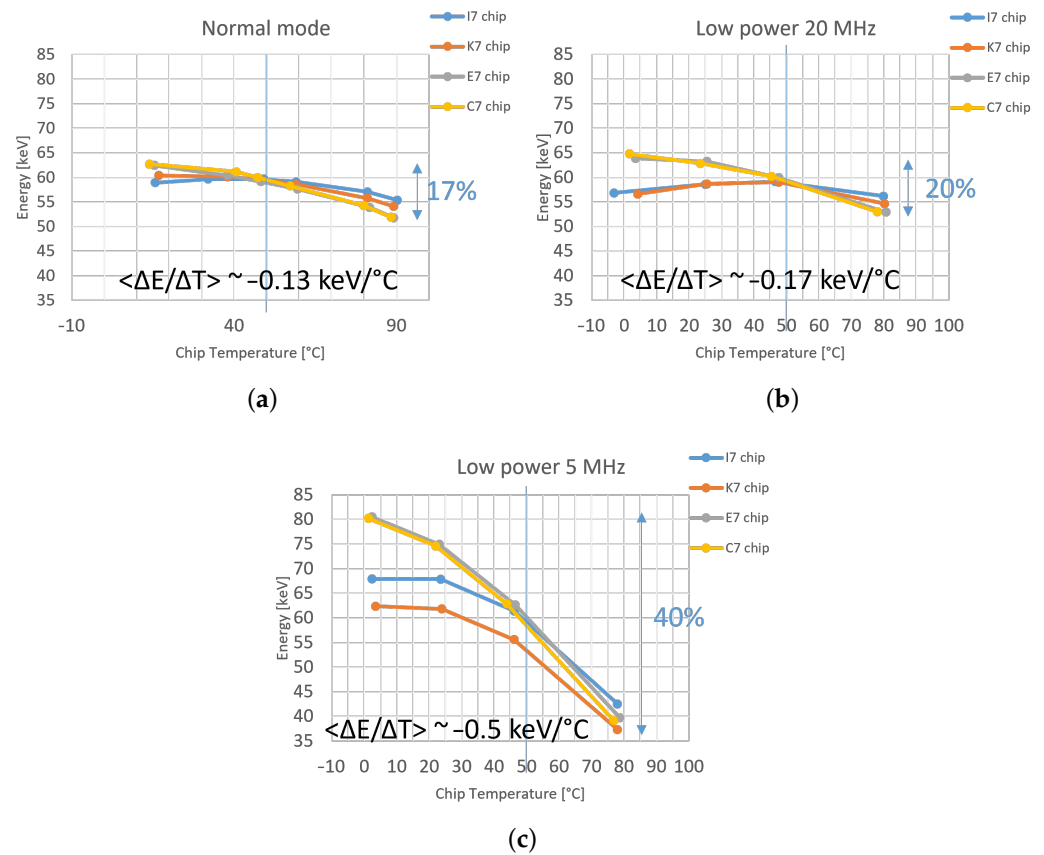 Normal mode
I7 chip
K7 chip
E7 chip
C7 chip
Energy [keV]
85
80
75
70
65
60
55
50
45
40
35
17%
<ΔE/ΔT> ~ −0.13 keV/°C
−10 40 90
Chip Temperature [°C]
(a)
Low power 20 MHz
I7 chip
K7 chip
E7 chip
C7 chip
Energy [keV]
85
80
75
70
65
60
55
50
45
40
35
20%
<ΔE/ΔT> ~ −0.17 keV/°C
−10 0 10 20 30 40 50 60 70 80 90 100
Chip Temperature [°C]
(b)
Low power 5 MHz
I7 chip
K7 chip
E7 chip
C7 chip
Energy [keV]
85
80
75
70
65
60
55
50
45
40
35
40%
<ΔE/ΔT> ~ −0.5 keV/°C
−10 0 10 20 30 40 50 60 70 80 90 100
Chip Temperature [°C]
(c)